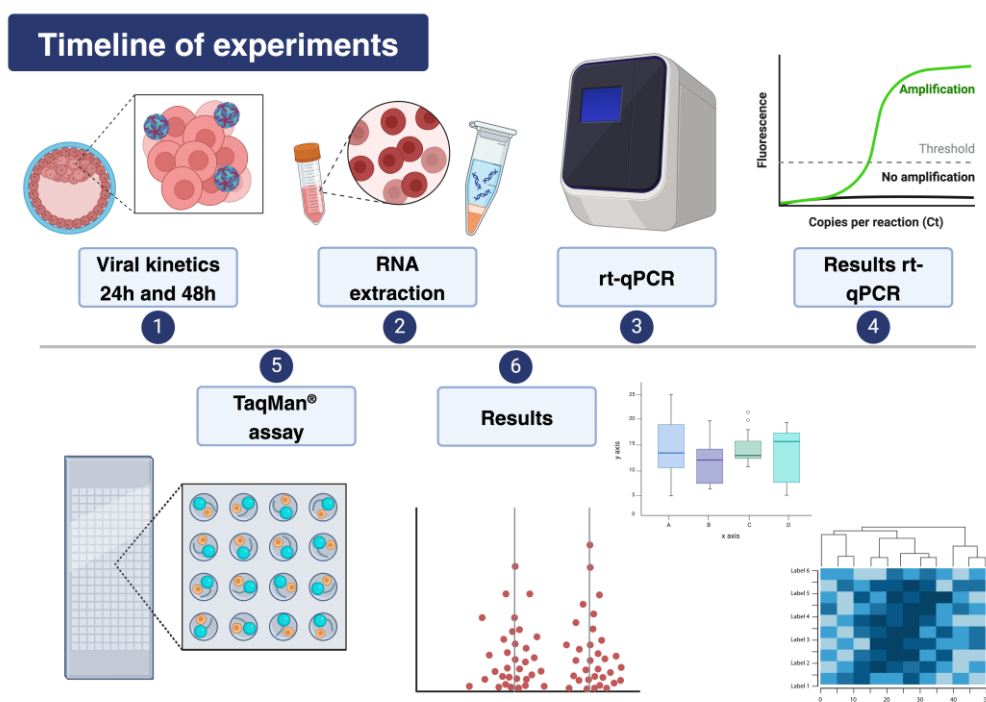 Timeline of experiments
Fluorescence
Amplification
Threshold
No amplification
Copies per reaction (Ct)
Viral kinetics
24h and 48h
RNA
extraction
rt-qPCR
Results rt-
qPCR
1
2
3
4
5
6
TaqMan®
assay
Results
y axis
25
20
15
10
5
0
A
B
C
D
x axis
Label 6
Label 5
Label 4
Label 3
Label 2
Label 1
0
10
20
30
40